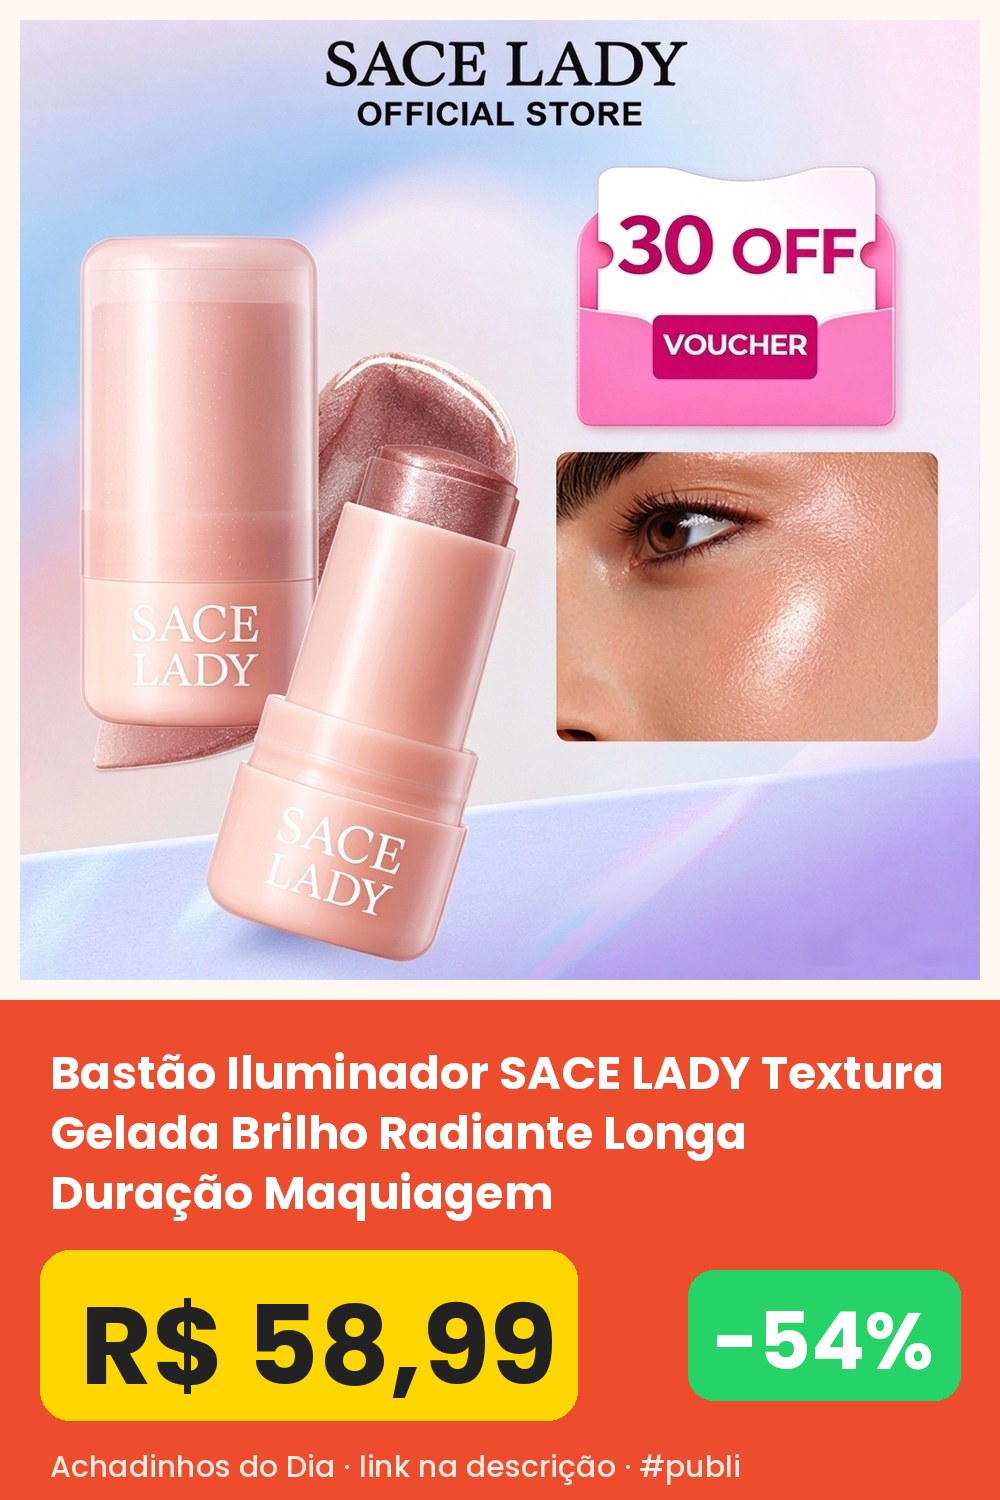 SACE LADY
OFFICIAL STORE
30 OFF
VOUCHER
SACE
LADY
SACE
LADY
Bastão Iluminador SACE LADY Textura
Gelada Brilho Radiante Longa
Duração Maquiagem
R$ 58,99
-54%
Achadinhos do Dia · link na descrição · #publi